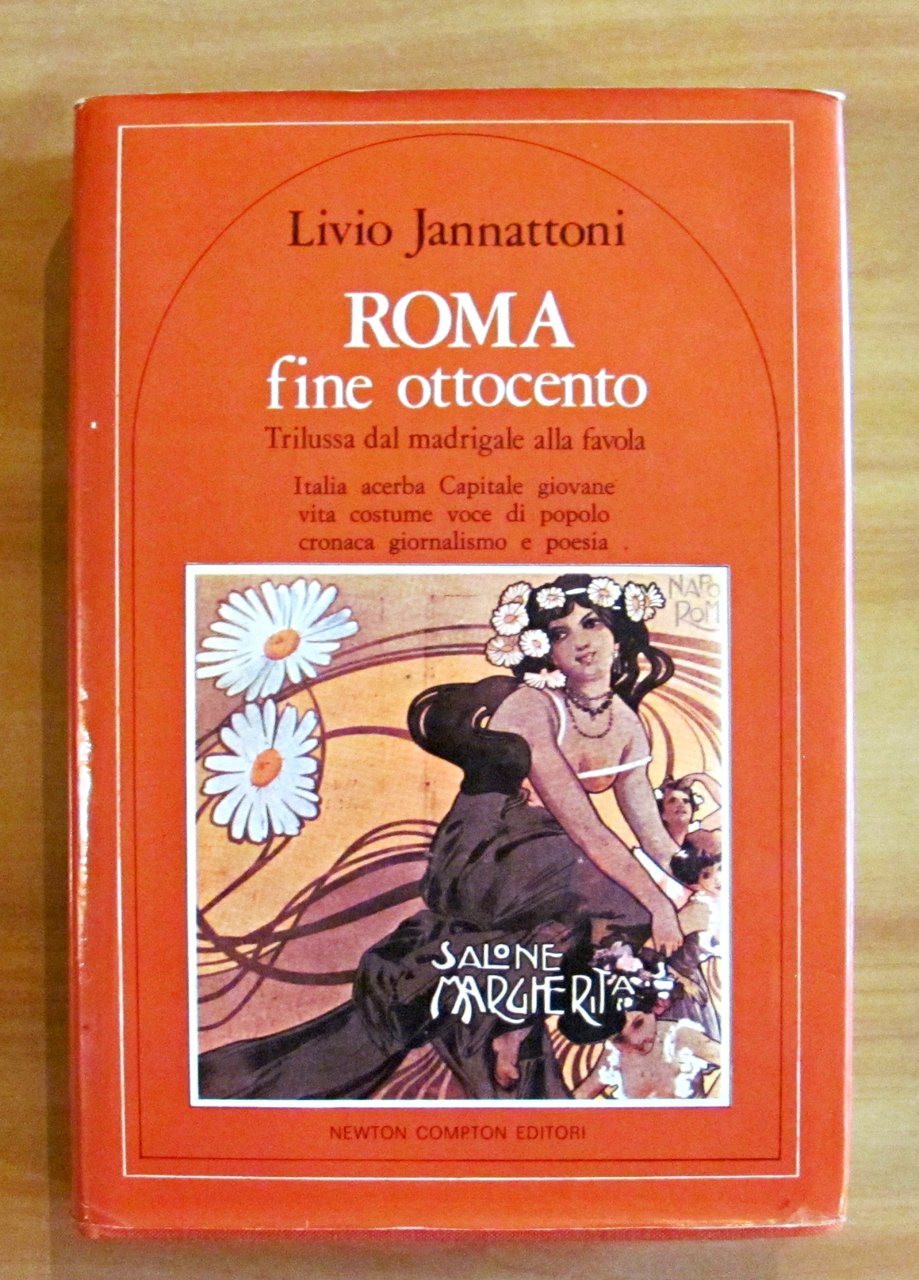 Livio Jannattoni
ROMA
fine ottocento
Trilussa dal madrigale alla favola
Italia acerba Capitale giovane
vita costume voce di popolo
cronaca giornalismo e poesia
NAPO
ROM
SALONE
MARGHERITA
NEWTON COMPTON EDITORI